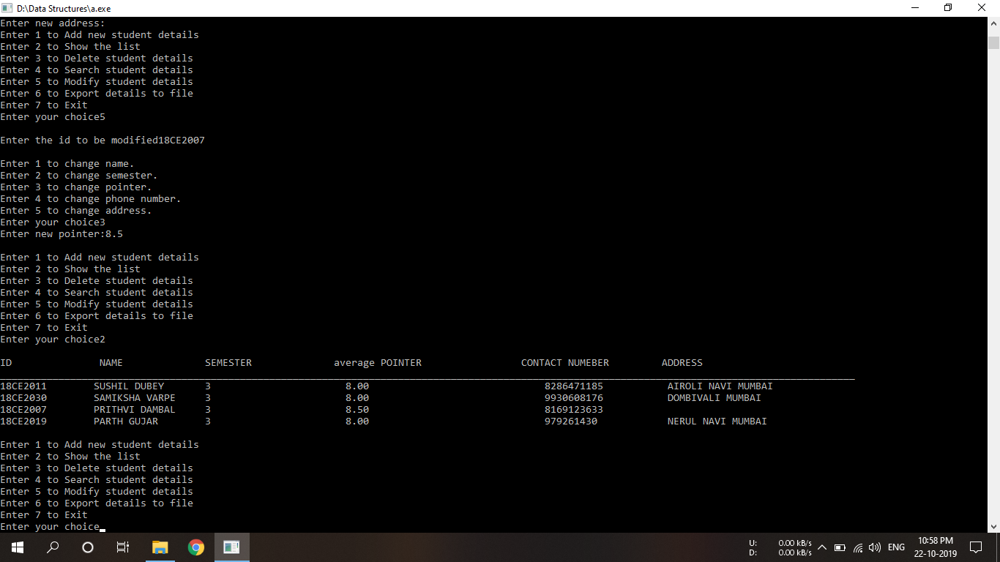 D:\Data Structures\a.exe
Enter new address:
Enter 1 to Add new student details
Enter 2 to Show the list
Enter 3 to Delete student details
Enter 4 to Search student details
Enter 5 to Modify student details
Enter 6 to Export details to file
Enter 7 to Exit
Enter your choice5
Enter the id to be modified18CE2007
Enter 1 to change name.
Enter 2 to change semester.
Enter 3 to change pointer.
Enter 4 to change phone number.
Enter 5 to change address.
Enter your choice3
Enter new pointer:8.5
Enter 1 to Add new student details
Enter 2 to Show the list
Enter 3 to Delete student details
Enter 4 to Search student details
Enter 5 to Modify student details
Enter 6 to Export details to file
Enter 7 to Exit
Enter your choice2
ID NAME SEMESTER average POINTER CONTACT NUMEBER ADDRESS
18CE2011 SUSHIL DUBEY 3 8.00 8286471185 AIROLI NAVI MUMBAI
18CE2030 SAMIKSHA VARPE 3 8.00 9930608176 DOMBIVALI MUMBAI
18CE2007 PRITHVI DAMBAL 3 8.50 8169123633
18CE2019 PARTH GUJAR 3 8.00 979261430 NERUL NAVI MUMBAI
Enter 1 to Add new student details
Enter 2 to Show the list
Enter 3 to Delete student details
Enter 4 to Search student details
Enter 5 to Modify student details
Enter 6 to Export details to file
Enter 7 to Exit
Enter your choice
U: 0.00 kB/s
D: 0.00 kB/s
ENG
10:58 PM
22-10-2019